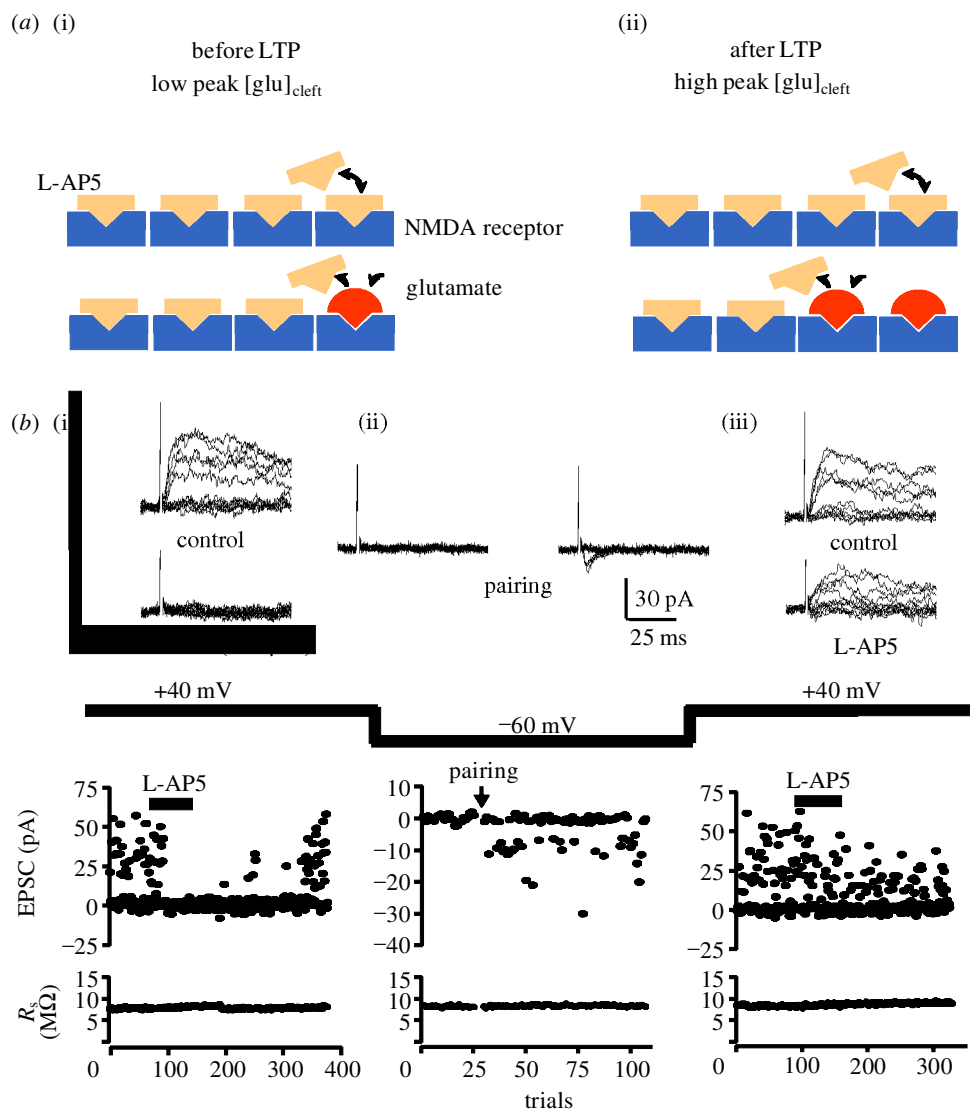 (a) (i)
before LTP
low peak [glu]cleft
(ii)
after LTP
high peak [glu]cleft
L-AP5
NMDA receptor
glutamate
(b) (i
control
(ii)
pairing
30 pA
25 ms
(iii)
control
L-AP5
+40 mV
−60 mV
+40 mV
EPSC (pA)
75
50
25
0
−25
L-AP5
10
0
−10
−20
−30
−40
pairing
75
50
25
0
−25
L-AP5
Rs
(MΩ)
15
10
5
0 100 200 300 400
15
10
5
0 25 50 75 100
trials
15
10
5
0 100 200 300